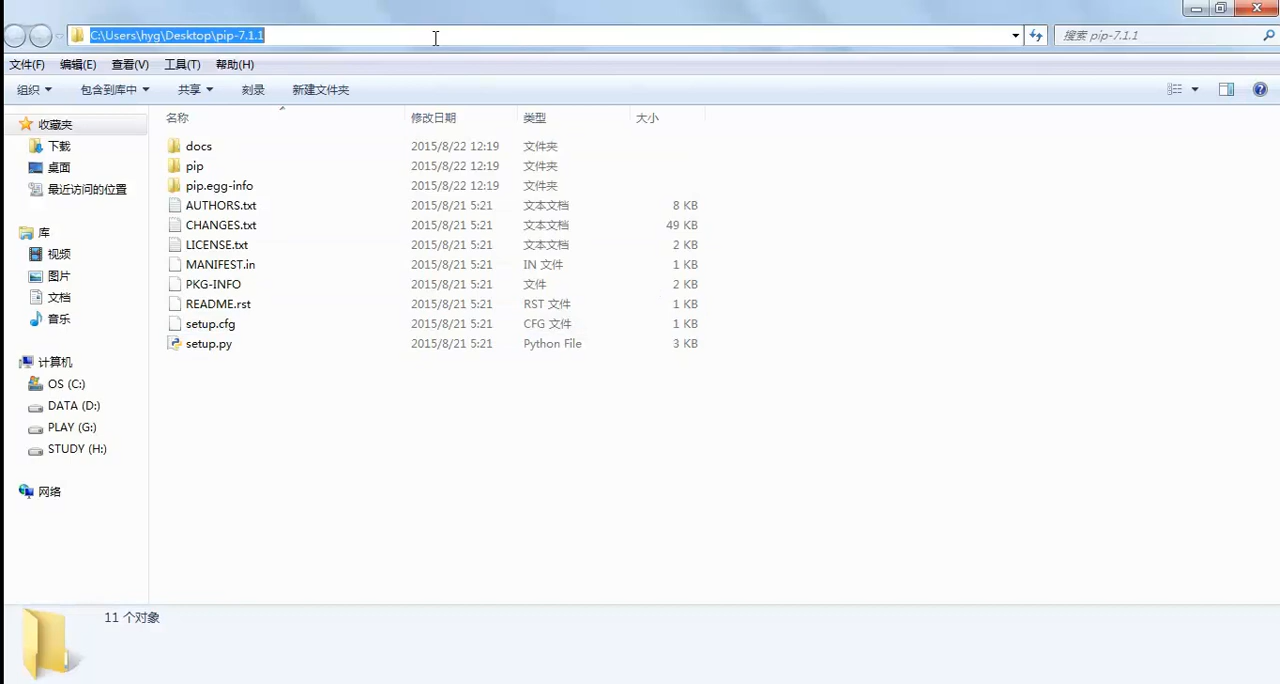 C:\Users\hyg\Desktop\pip-7.1.1
搜索 pip-7.1.1
文件(F) 编辑(E) 查看(V) 工具(T) 帮助(H)
组织 包含到库中 共享 刻录 新建文件夹
收藏夹
下载
桌面
最近访问的位置
库
视频
图片
文档
音乐
计算机
OS (C:)
DATA (D:)
PLAY (G:)
STUDY (H:)
网络
名称 修改日期 类型 大小
docs 2015/8/22 12:19 文件夹
pip 2015/8/22 12:19 文件夹
pip.egg-info 2015/8/22 12:19 文件夹
AUTHORS.txt 2015/8/21 5:21 文本文档 8 KB
CHANGES.txt 2015/8/21 5:21 文本文档 49 KB
LICENSE.txt 2015/8/21 5:21 文本文档 2 KB
MANIFEST.in 2015/8/21 5:21 IN 文件 1 KB
PKG-INFO 2015/8/21 5:21 文件 2 KB
README.rst 2015/8/21 5:21 RST 文件 1 KB
setup.cfg 2015/8/21 5:21 CFG 文件 1 KB
setup.py 2015/8/21 5:21 Python File 3 KB
11 个对象